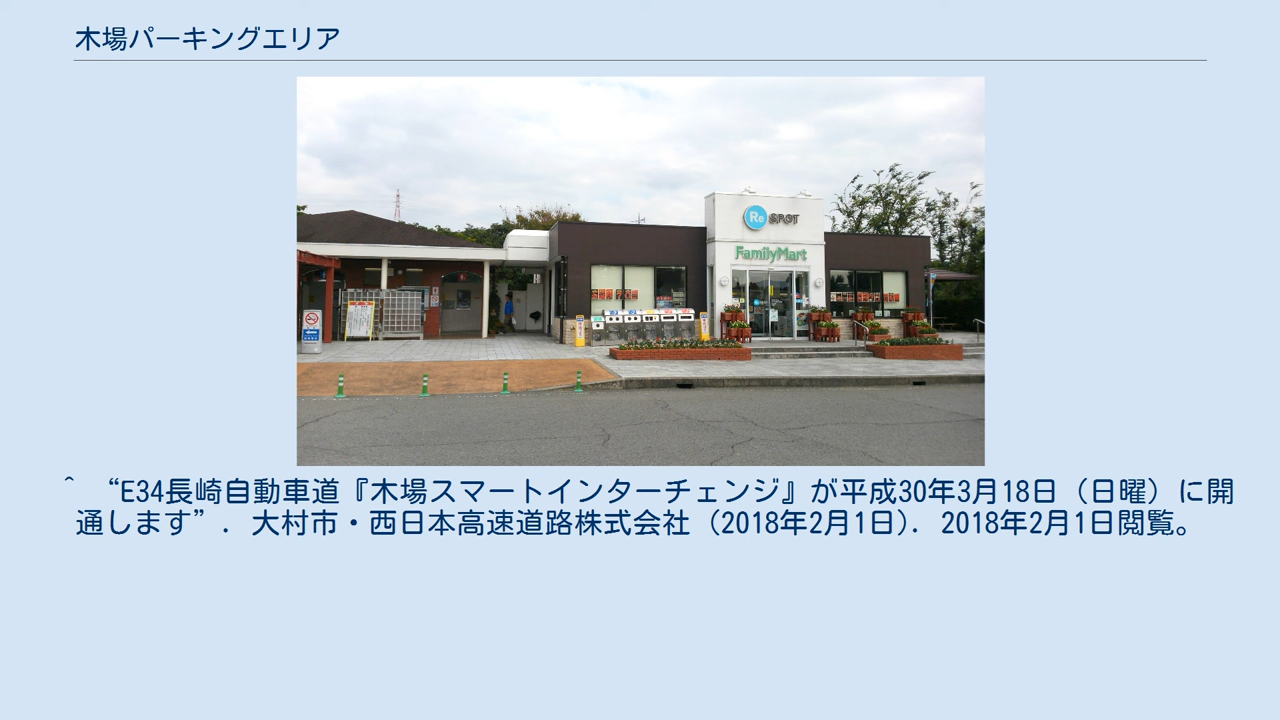 木場パーキングエリア
Re SPOT
FamilyMart
^ “E34長崎自動車道『木場スマートインターチェンジ』が平成30年3月18日（日曜）に開
通します”. 大村市・西日本高速道路株式会社 (2018年2月1日). 2018年2月1日閲覧。